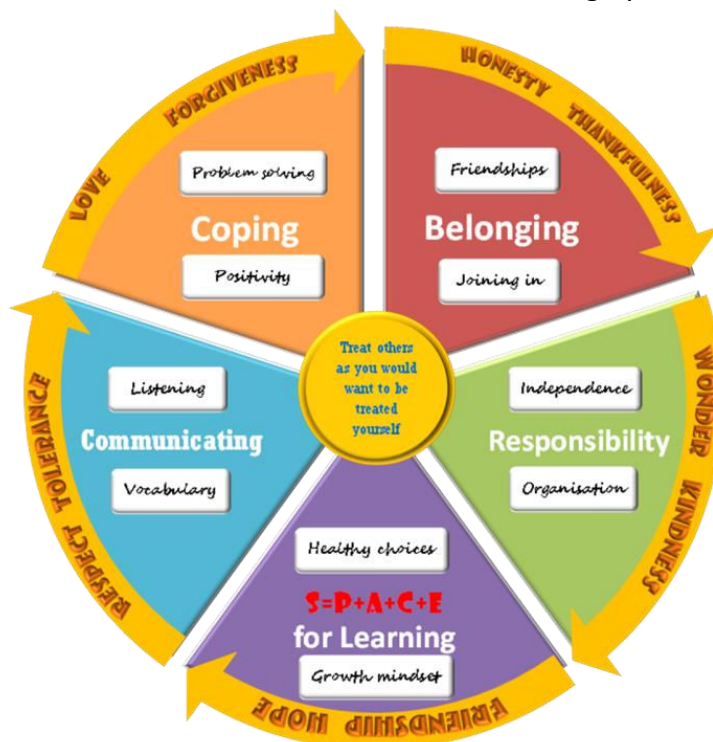 LOVE FORGIVENESS
HONESTY THANKFULNESS
Problem solving
Coping
Positivity
Friendships
Belonging
Joining in
Treat others
as you would
want to be
treated
yourself
Listening
Communicating
Vocabulary
RESPECT TOLERANCE
Independence
Responsibility
Organisation
WONDER KINDNESS
Healthy choices
S=P+A+C+E
for Learning
Growth mindset
FRIENDSHIP HOPE